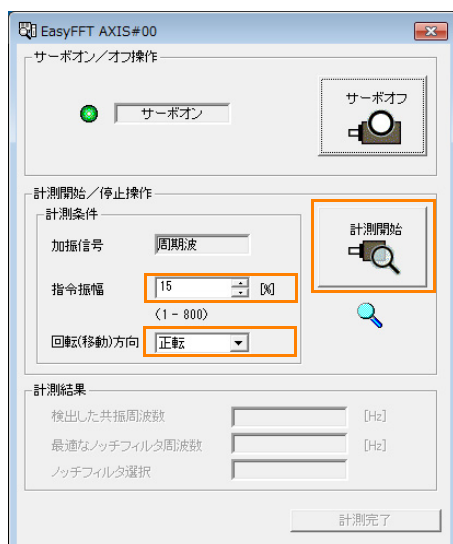 EasyFFT AXIS#00
サーボオン/オフ操作
サーボオン
サーボオフ
計測開始/停止操作
計測条件
加振信号 周期波
指令振幅 15 [%]
(1 - 800)
回転(移動)方向 正転
計測開始
計測結果
検出した共振周波数 [Hz]
最適なノッチフィルタ周波数 [Hz]
ノッチフィルタ選択
計測完了